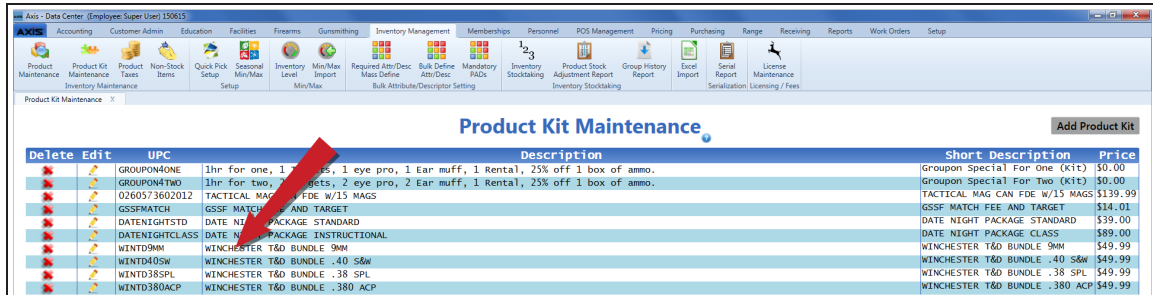 Axis - Data Center (Employee: Super User) 150615
AXIS Accounting Customer Admin Education Facilities Firearms Gunsmithing Inventory Management Memberships Personnel POS Management Pricing Purchasing Range Receiving Reports Work Orders Setup
Product Maintenance Product Kit Maintenance Product Taxes Non-Stock Items Quick Pick Setup Seasonal Min/Max Inventory Level Min/Max Import Required Attr/Desc Mass Define Bulk Define Attr/Desc Mandatory PADs Inventory Stocktaking Product Stock Adjustment Report Group History Report Excel Import Serial Report License Maintenance
Inventory Maintenance Setup Min/Max Bulk Attribute/Descriptor Setting Inventory Stocktaking Serialization Licensing / Fees
Product Kit Maintenance X
Product Kit Maintenance
Add Product Kit
Delete Edit UPC Description Short Description Price
GROUPON4ONE 1hr for one, 1 eye pro, 1 Ear muff, 1 Rental, 25% off 1 box of ammo. Groupon Special For One (Kit) $0.00
GROUPON4TWO 1hr for two, 2 eye pro, 2 Ear muff, 1 Rental, 25% off 1 box of ammo. Groupon Special For Two (Kit) $0.00
0260573602012 TACTICAL MAG CAN FDE W/15 MAGS TACTICAL MAG CAN FDE W/15 MAGS $139.99
GSSFMATCH GSSF MATCH FEE AND TARGET GSSF MATCH FEE AND TARGET $14.01
DATENIGHTSTD DATE NIGHT PACKAGE STANDARD DATE NIGHT PACKAGE STANDARD $39.00
DATENIGHTCLASS DATE NIGHT PACKAGE INSTRUCTIONAL DATE NIGHT PACKAGE CLASS $89.00
WINTD9MM WINCHESTER T&D BUNDLE 9MM WINCHESTER T&D BUNDLE 9MM $49.99
WINTD40SW WINCHESTER T&D BUNDLE .40 S&W WINCHESTER T&D BUNDLE .40 S&W $49.99
WINTD38SPL WINCHESTER T&D BUNDLE .38 SPL WINCHESTER T&D BUNDLE .38 SPL $49.99
WINTD380ACP WINCHESTER T&D BUNDLE .380 ACP WINCHESTER T&D BUNDLE .380 ACP $49.99